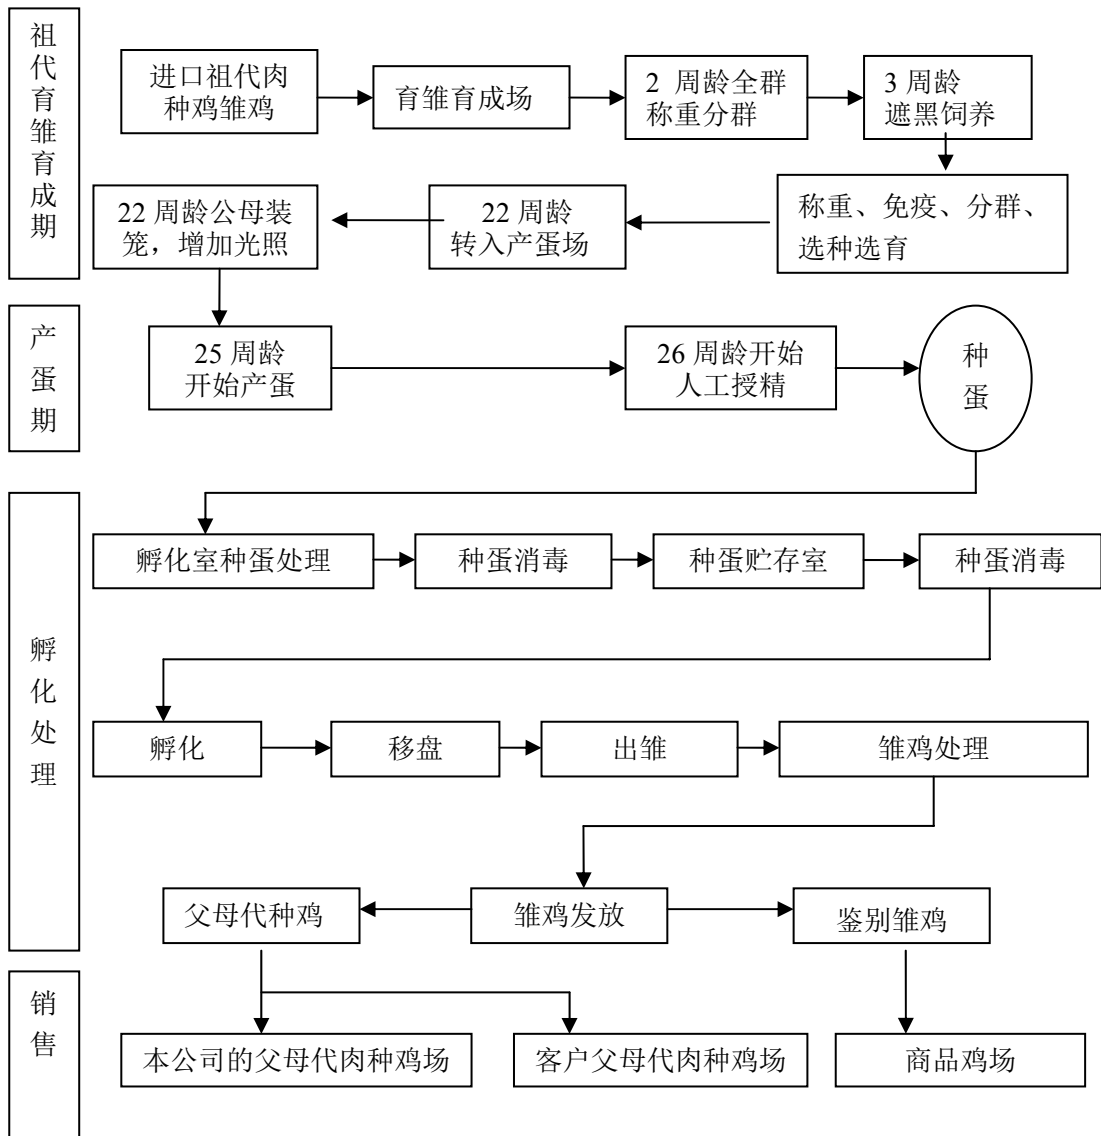 祖代育雏育成期
进口祖代肉
种鸡雏鸡
育雏育成场
2 周龄全群
称重分群
3 周龄
遮黑饲养
22 周龄公母装
笼，增加光照
22 周龄
转入产蛋场
称重、免疫、分群、
选种选育
产蛋期
25 周龄
开始产蛋
26 周龄开始
人工授精
种
蛋
孵化处理
孵化室种蛋处理
种蛋消毒
种蛋贮存室
种蛋消毒
孵化
移盘
出雏
雏鸡处理
父母代种鸡
雏鸡发放
鉴别雏鸡
销售
本公司的父母代肉种鸡场
客户父母代肉种鸡场
商品鸡场